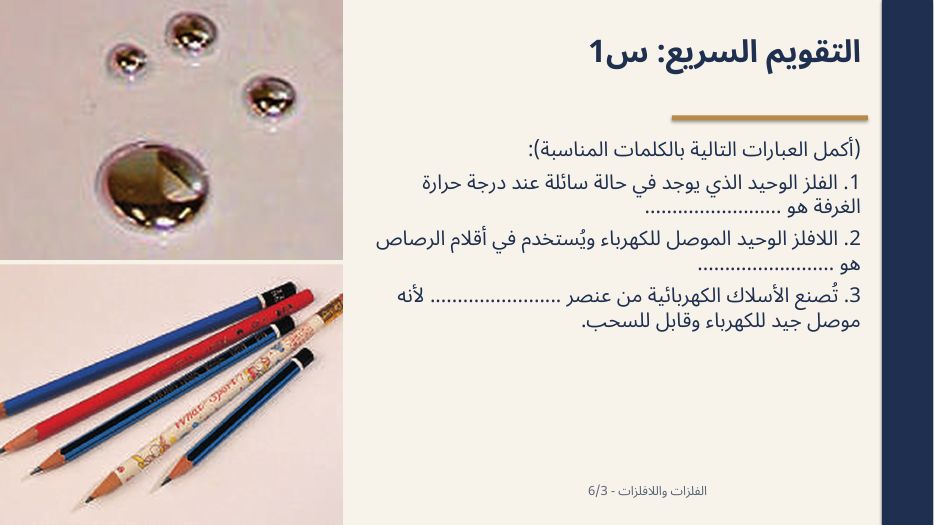 التقويم السريع: س1
(أكمل العبارات التالية بالكلمات المناسبة):
1. الفلز الوحيد الذي يوجد في حالة سائلة عند درجة حرارة
الغرفة هو ........................
2. اللافلز الوحيد الموصل للكهرباء ويُستخدم في أقلام الرصاص
هو ........................
3. تُصنع الأسلاك الكهربائية من عنصر ........................ لأنه
موصل جيد للكهرباء وقابل للسحب.
What Sport?
الفلزات واللافلزات - 6/3